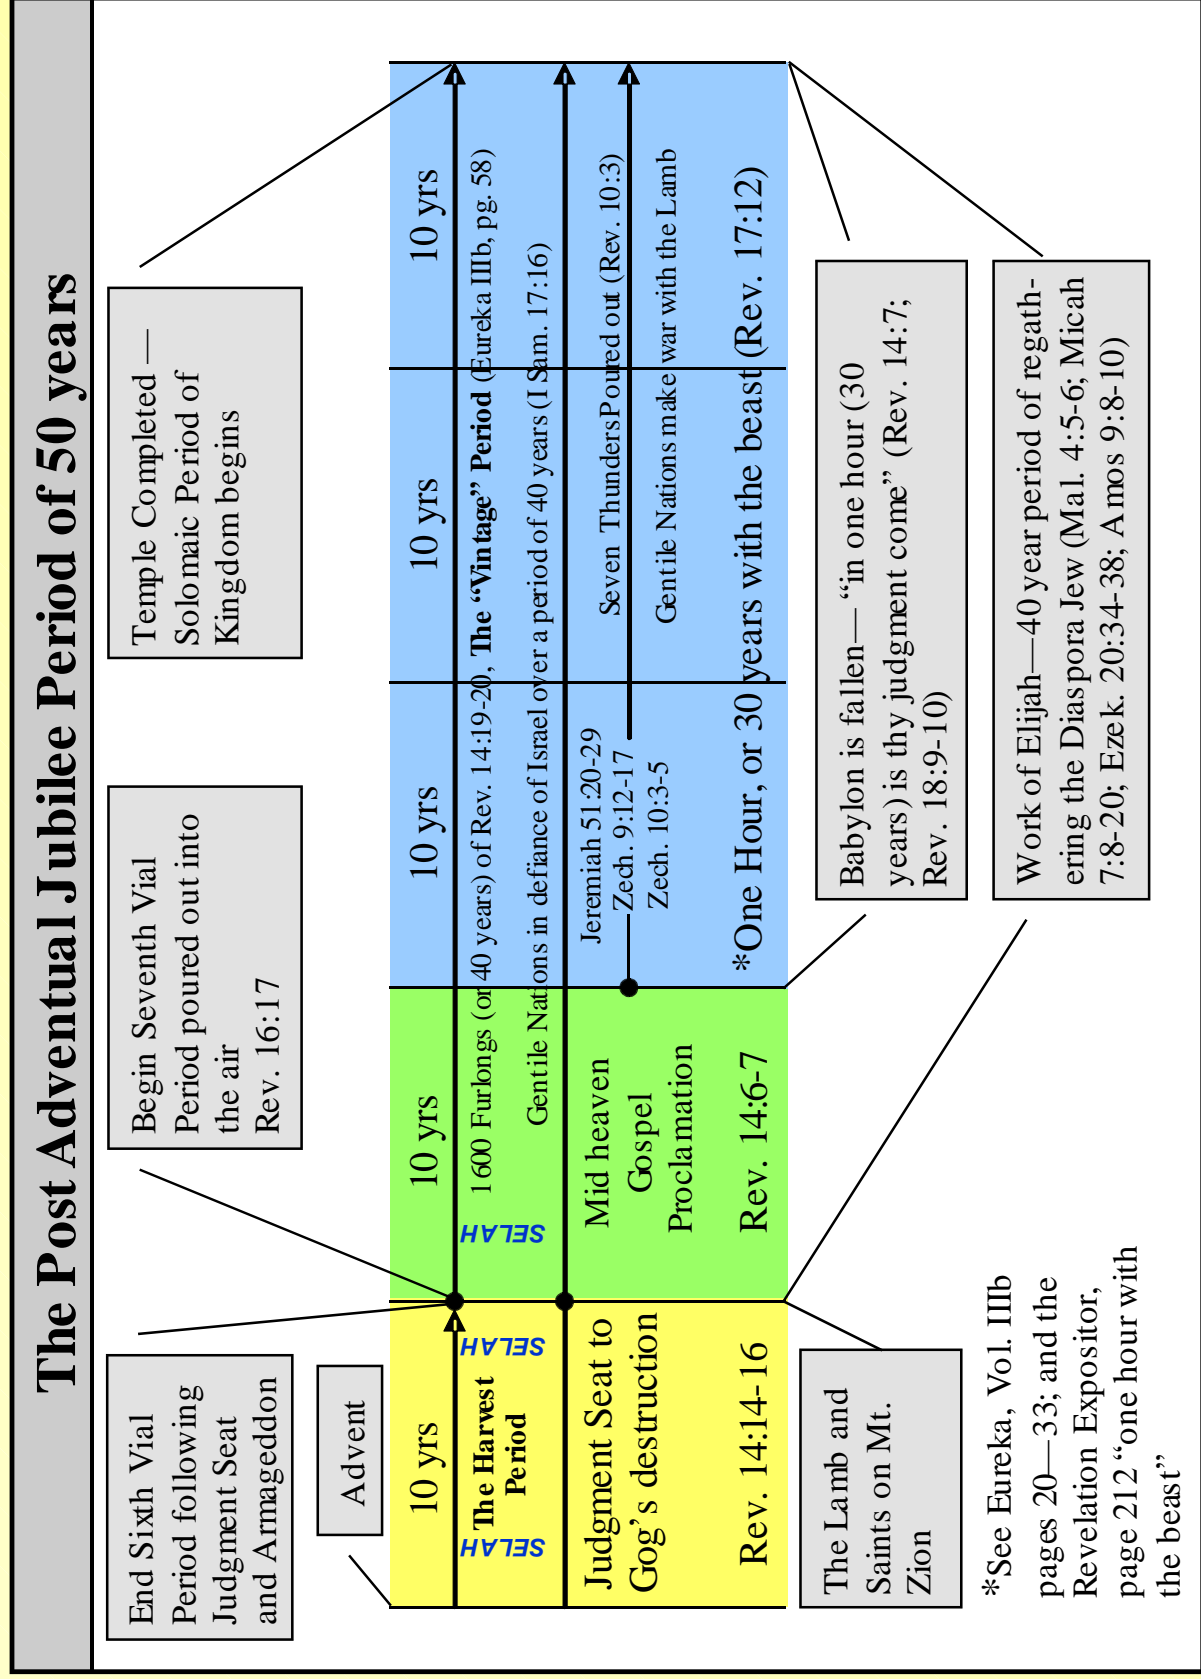 The Post Adventual Jubilee Period of 50 years
End Sixth Vial
Period following
Judgment Seat
and Armageddon
Begin Seventh Vial
Period poured out into
the air
Rev. 16:17
Temple Completed —
Solomaic Period of
Kingdom begins
Advent
10 yrs
10 yrs
10 yrs
10 yrs
10 yrs
SELAH
The Harvest
Period
SELAH
SELAH
1600 Furlongs (or 40 years) of Rev. 14:19-20, The “Vintage” Period (Eureka IIIb, pg. 58)
Gentile Nations in defiance of Israel over a period of 40 years (I Sam. 17:16)
Judgment Seat to
Gog’s destruction
Rev. 14:14-16
Mid heaven
Gospel
Proclamation
Rev. 14:6-7
Jeremiah 51:20-29
Zech. 9:12-17
Zech. 10:3-5
Seven Thunders Poured out (Rev. 10:3)
Gentile Nations make war with the Lamb
*One Hour, or 30 years with the beast (Rev. 17:12)
The Lamb and
Saints on Mt.
Zion
Babylon is fallen— “in one hour (30
years) is thy judgment come” (Rev. 14:7;
Rev. 18:9-10)
Work of Elijah—40 year period of regath-
ering the Diaspora Jew (Mal. 4:5-6; Micah
7:8-20; Ezek. 20:34-38; Amos 9:8-10)
*See Eureka, Vol. IIIb
pages 20—33; and the
Revelation Expositor,
page 212 “one hour with
the beast”